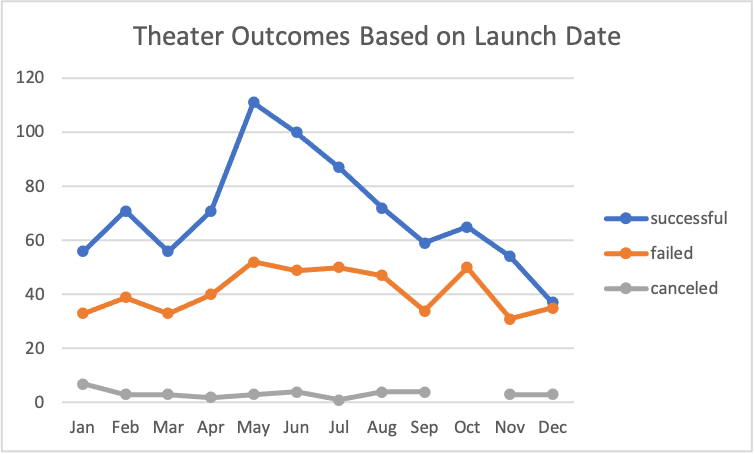 Theater Outcomes Based on Launch Date
120
100
80
60
40
20
0
Jan Feb Mar Apr May Jun Jul Aug Sep Oct Nov Dec
successful
failed
canceled